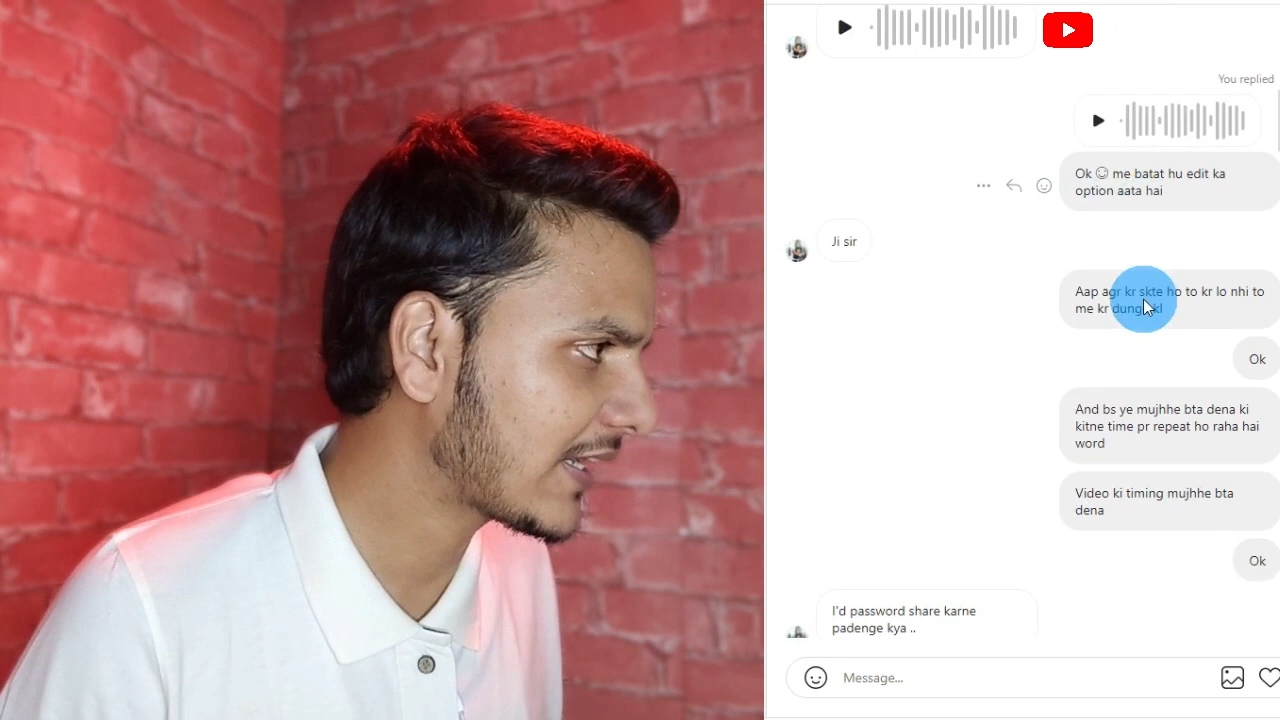 You replied
Ok ☺ me batat hu edit ka
option aata hai
Ji sir
Aap agr kr skte ho to kr lo nhi to
me kr
Ok
And bs ye mujhhe bta dena ki
kitne time pr repeat ho raha hai
word
Video ki timing mujhhe bta
dena
Ok
I'd password share karne
padenge kya ..
Message...